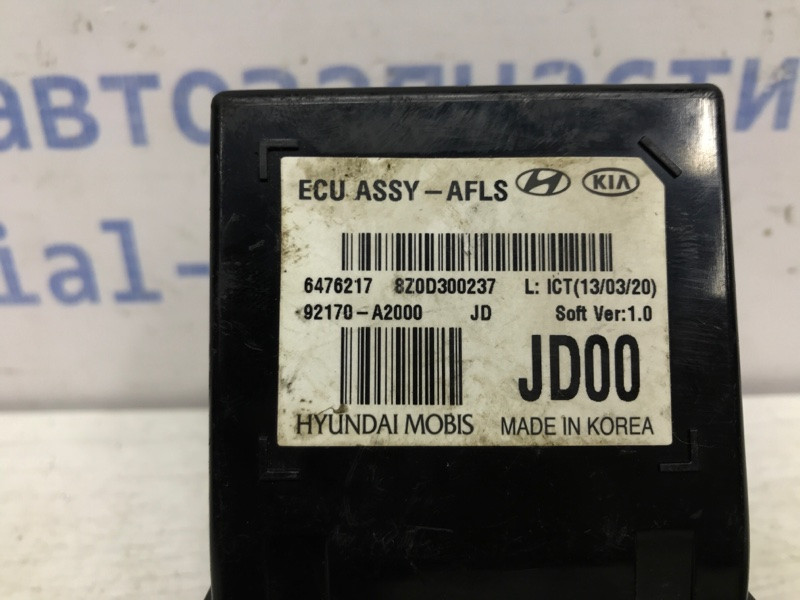 автозапчасти
ial-
ECU ASSY-AFLS KIA
6476217 8Z0D300237 L: ICT(13/03/20)
92170-A2000 JD Soft Ver:1.0
JD00
HYUNDAI MOBIS MADE IN KOREA